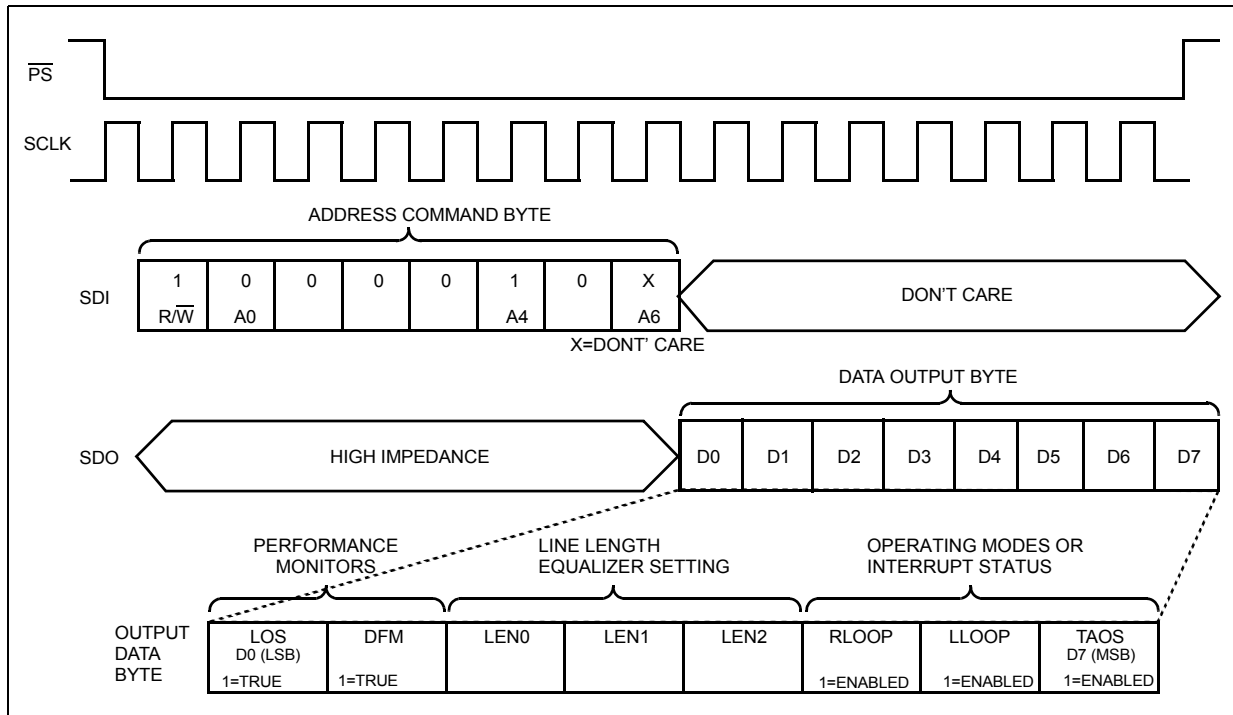 PS
SCLK
ADDRESS COMMAND BYTE
SDI
1 0 0 0 0 1 0 X
R/W A0 A4 A6
DON'T CARE
X=DONT' CARE
DATA OUTPUT BYTE
SDO
HIGH IMPEDANCE
D0 D1 D2 D3 D4 D5 D6 D7
PERFORMANCE
MONITORS
LINE LENGTH
EQUALIZER SETTING
OPERATING MODES OR
INTERRUPT STATUS
OUTPUT
DATA
BYTE
LOS DFM LEN0 LEN1 LEN2 RLOOP LLOOP TAOS
D0 (LSB) D7 (MSB)
1=TRUE 1=TRUE 1=ENABLED 1=ENABLED 1=ENABLED